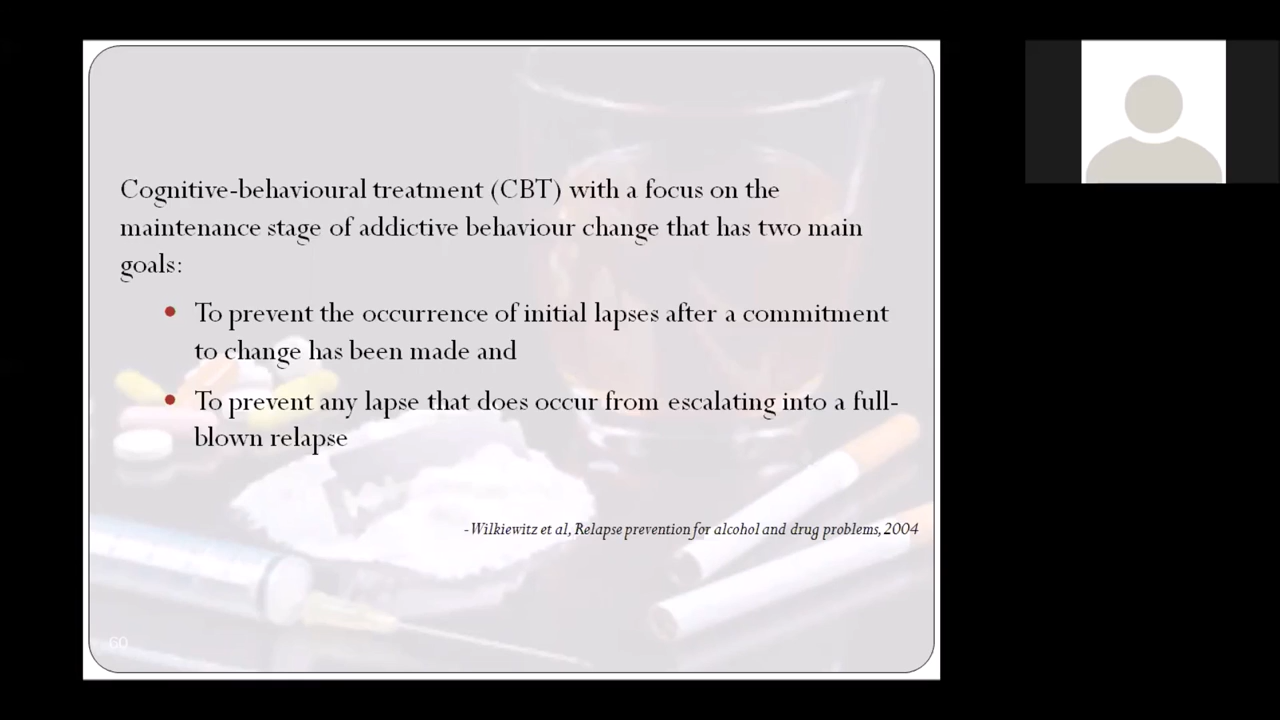 Cognitive-behavioural treatment (CBT) with a focus on the
maintenance stage of addictive behaviour change that has two main
goals:
• To prevent the occurrence of initial lapses after a commitment
to change has been made and
• To prevent any lapse that does occur from escalating into a full-
blown relapse
- Wilkiewitz et al, Relapse prevention for alcohol and drug problems, 2004
60